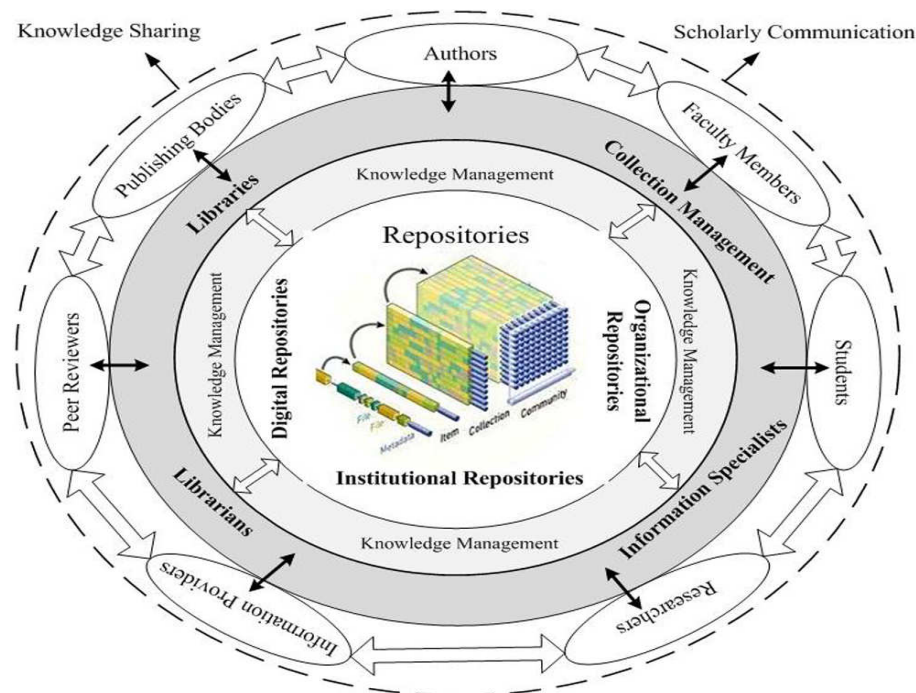 Knowledge Sharing
Scholarly Communication
Authors
Publishing Bodies
Faculty Members
Libraries
Collection Management
Knowledge Management
Repositories
Peer Reviewers
Knowledge Management
Digital Repositories
Organizational
Repositories
Knowledge Management
Students
File
File
Metadata
Item
Collection
Community
Institutional Repositories
Librarians
Information Specialists
Knowledge Management
Information Providers
Researchers